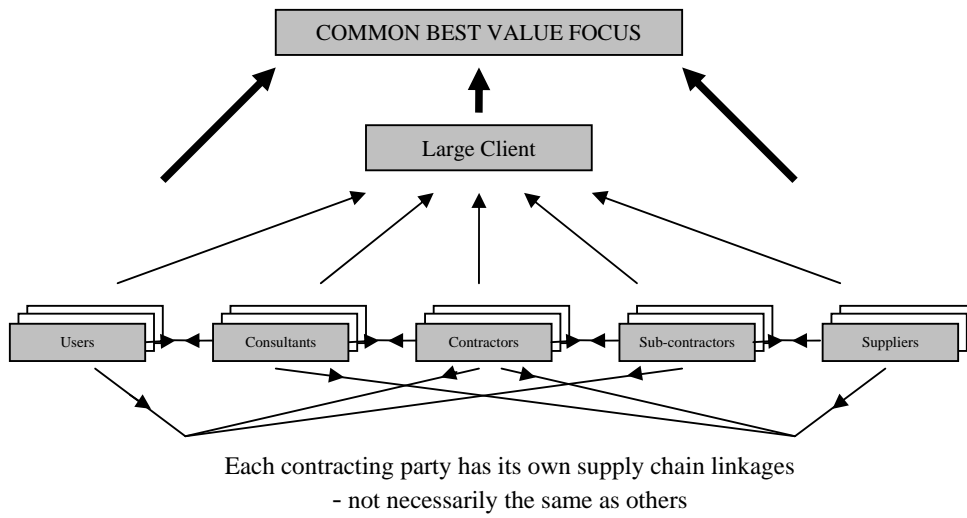 COMMON BEST VALUE FOCUS
Large Client
Users
Consultants
Contractors
Sub-contractors
Suppliers
Each contracting party has its own supply chain linkages
- not necessarily the same as others